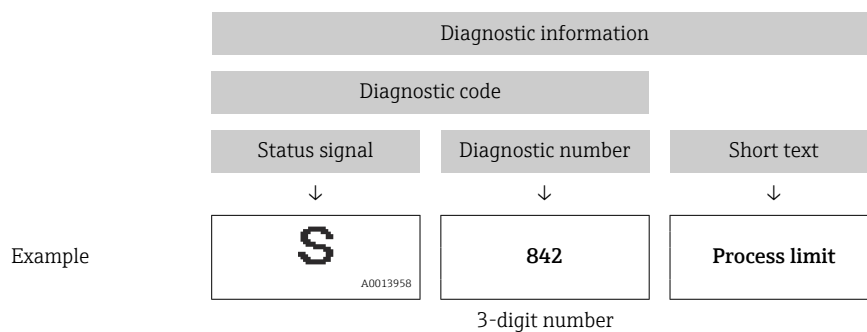 Diagnostic information
Diagnostic code
Status signal Diagnostic number Short text
↓ ↓ ↓
Example S 842 Process limit
A0013958
3-digit number